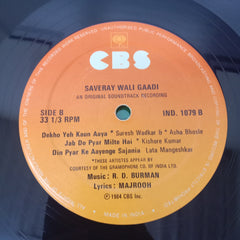 UNAUTHORISED PUBLIC PERFORMANCE
CBS
SAVERAY WALI GAADI
AN ORIGINAL SOUNDTRACK RECORDING
SIDE B
33 1/3 RPM
IND. 1079 B
Dekho Yeh Kaun Aaya * Suresh Wadkar & * Asha Bhosle
Jab Do Pyar Milte Hai * Kishore Kumar
Din Pyar Ke Aayenge Sajania Lata Mangeshkar
*THESE ARTISTES APPEAR BY
COURTESY OF THE GRAMOPHONE CO. OF INDIA LTD.
Music: R. D. BURMAN
Lyrics: MAJROOH
℗ 1984 CBS Inc.
MADE IN INDIA